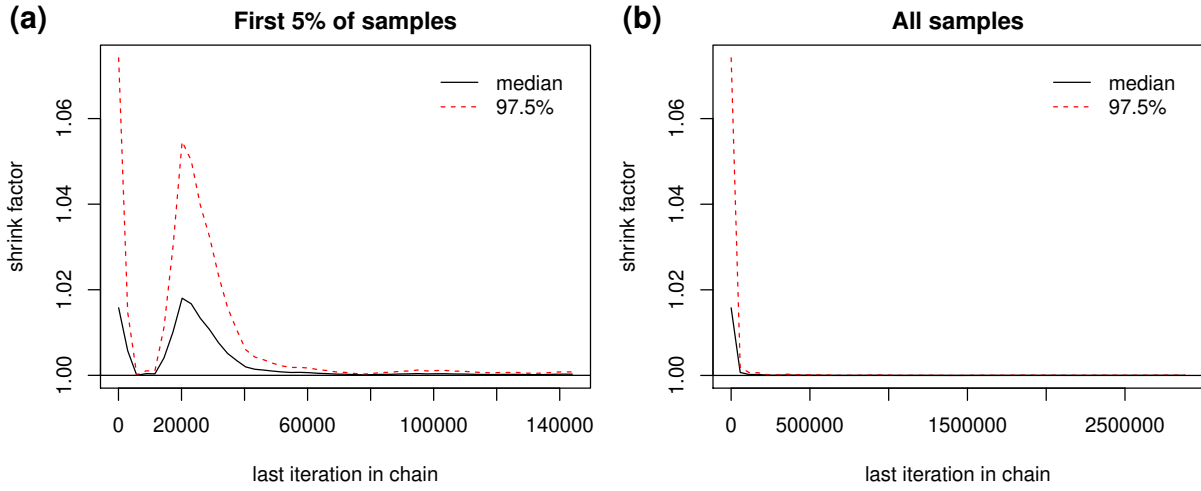 (a)
First 5% of samples
median
97.5%
shrink factor
1.00
1.02
1.04
1.06
0
20000
60000
100000
140000
last iteration in chain
(b)
All samples
median
97.5%
shrink factor
1.00
1.02
1.04
1.06
0
500000
1500000
2500000
last iteration in chain